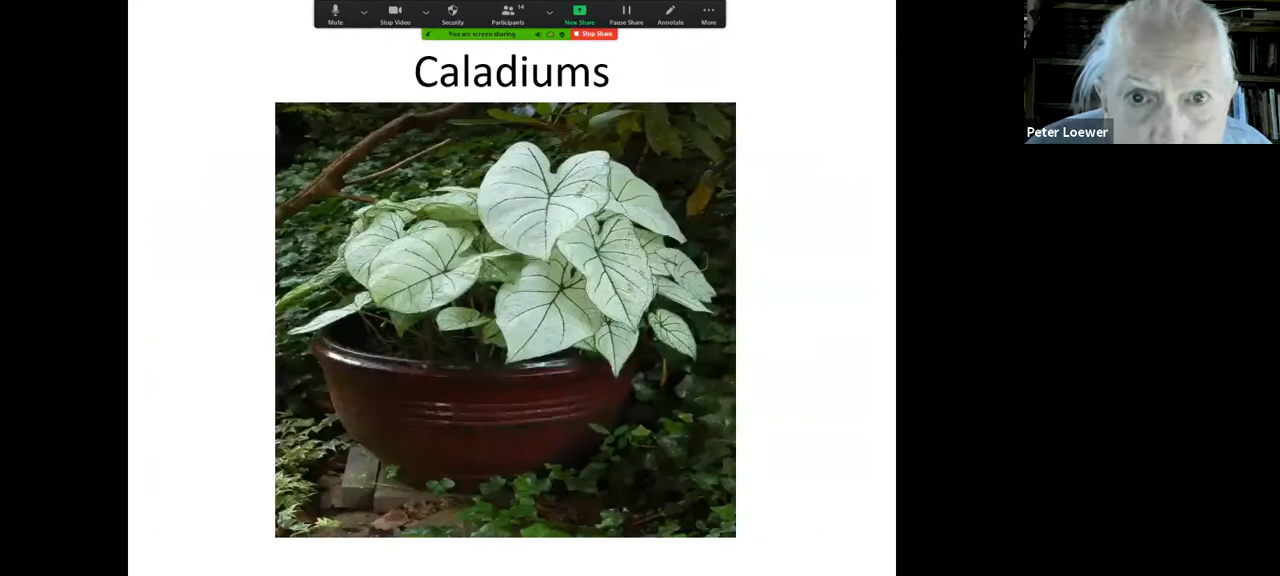 Mute
Stop Video
Security
Participants
14
New Share
Pause Share
Annotate
More
You are screen sharing
Stop Share
Caladiums
Peter Loewer